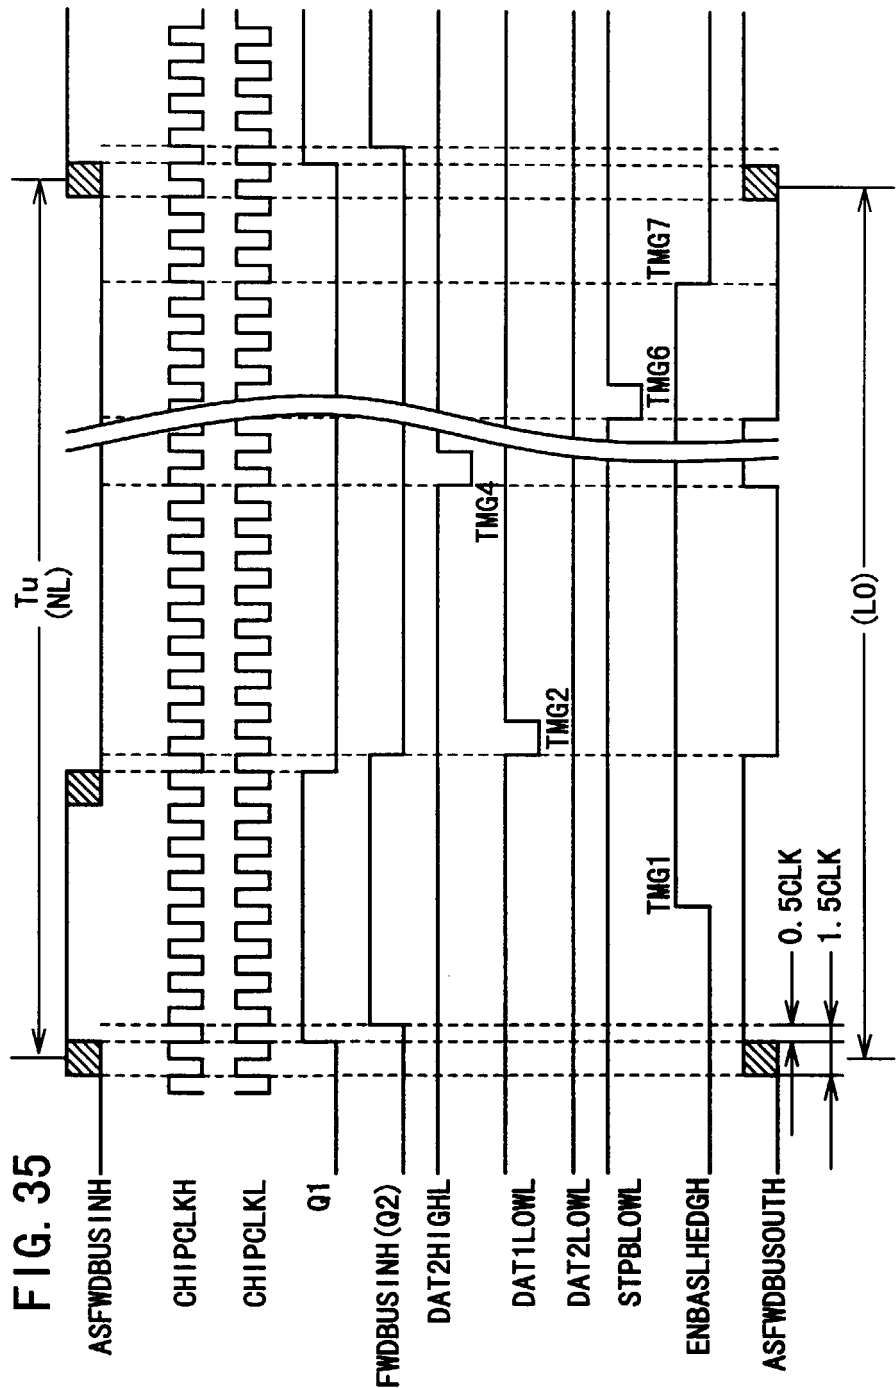 FIG. 35
Tu
(NL)
ASFWDBUSINH
CHIPCLKH
CHIPCLKL
Q1
FWDBUSINH(Q2)
DAT2HIGHL
TMG4
DAT1LOWL
TMG2
DAT2LOWL
STPBLOWL
TMG6
ENBASLHEDGH
TMG1
TMG7
ASFWDBUSOUTH
0.5CLK
1.5CLK
(LO)